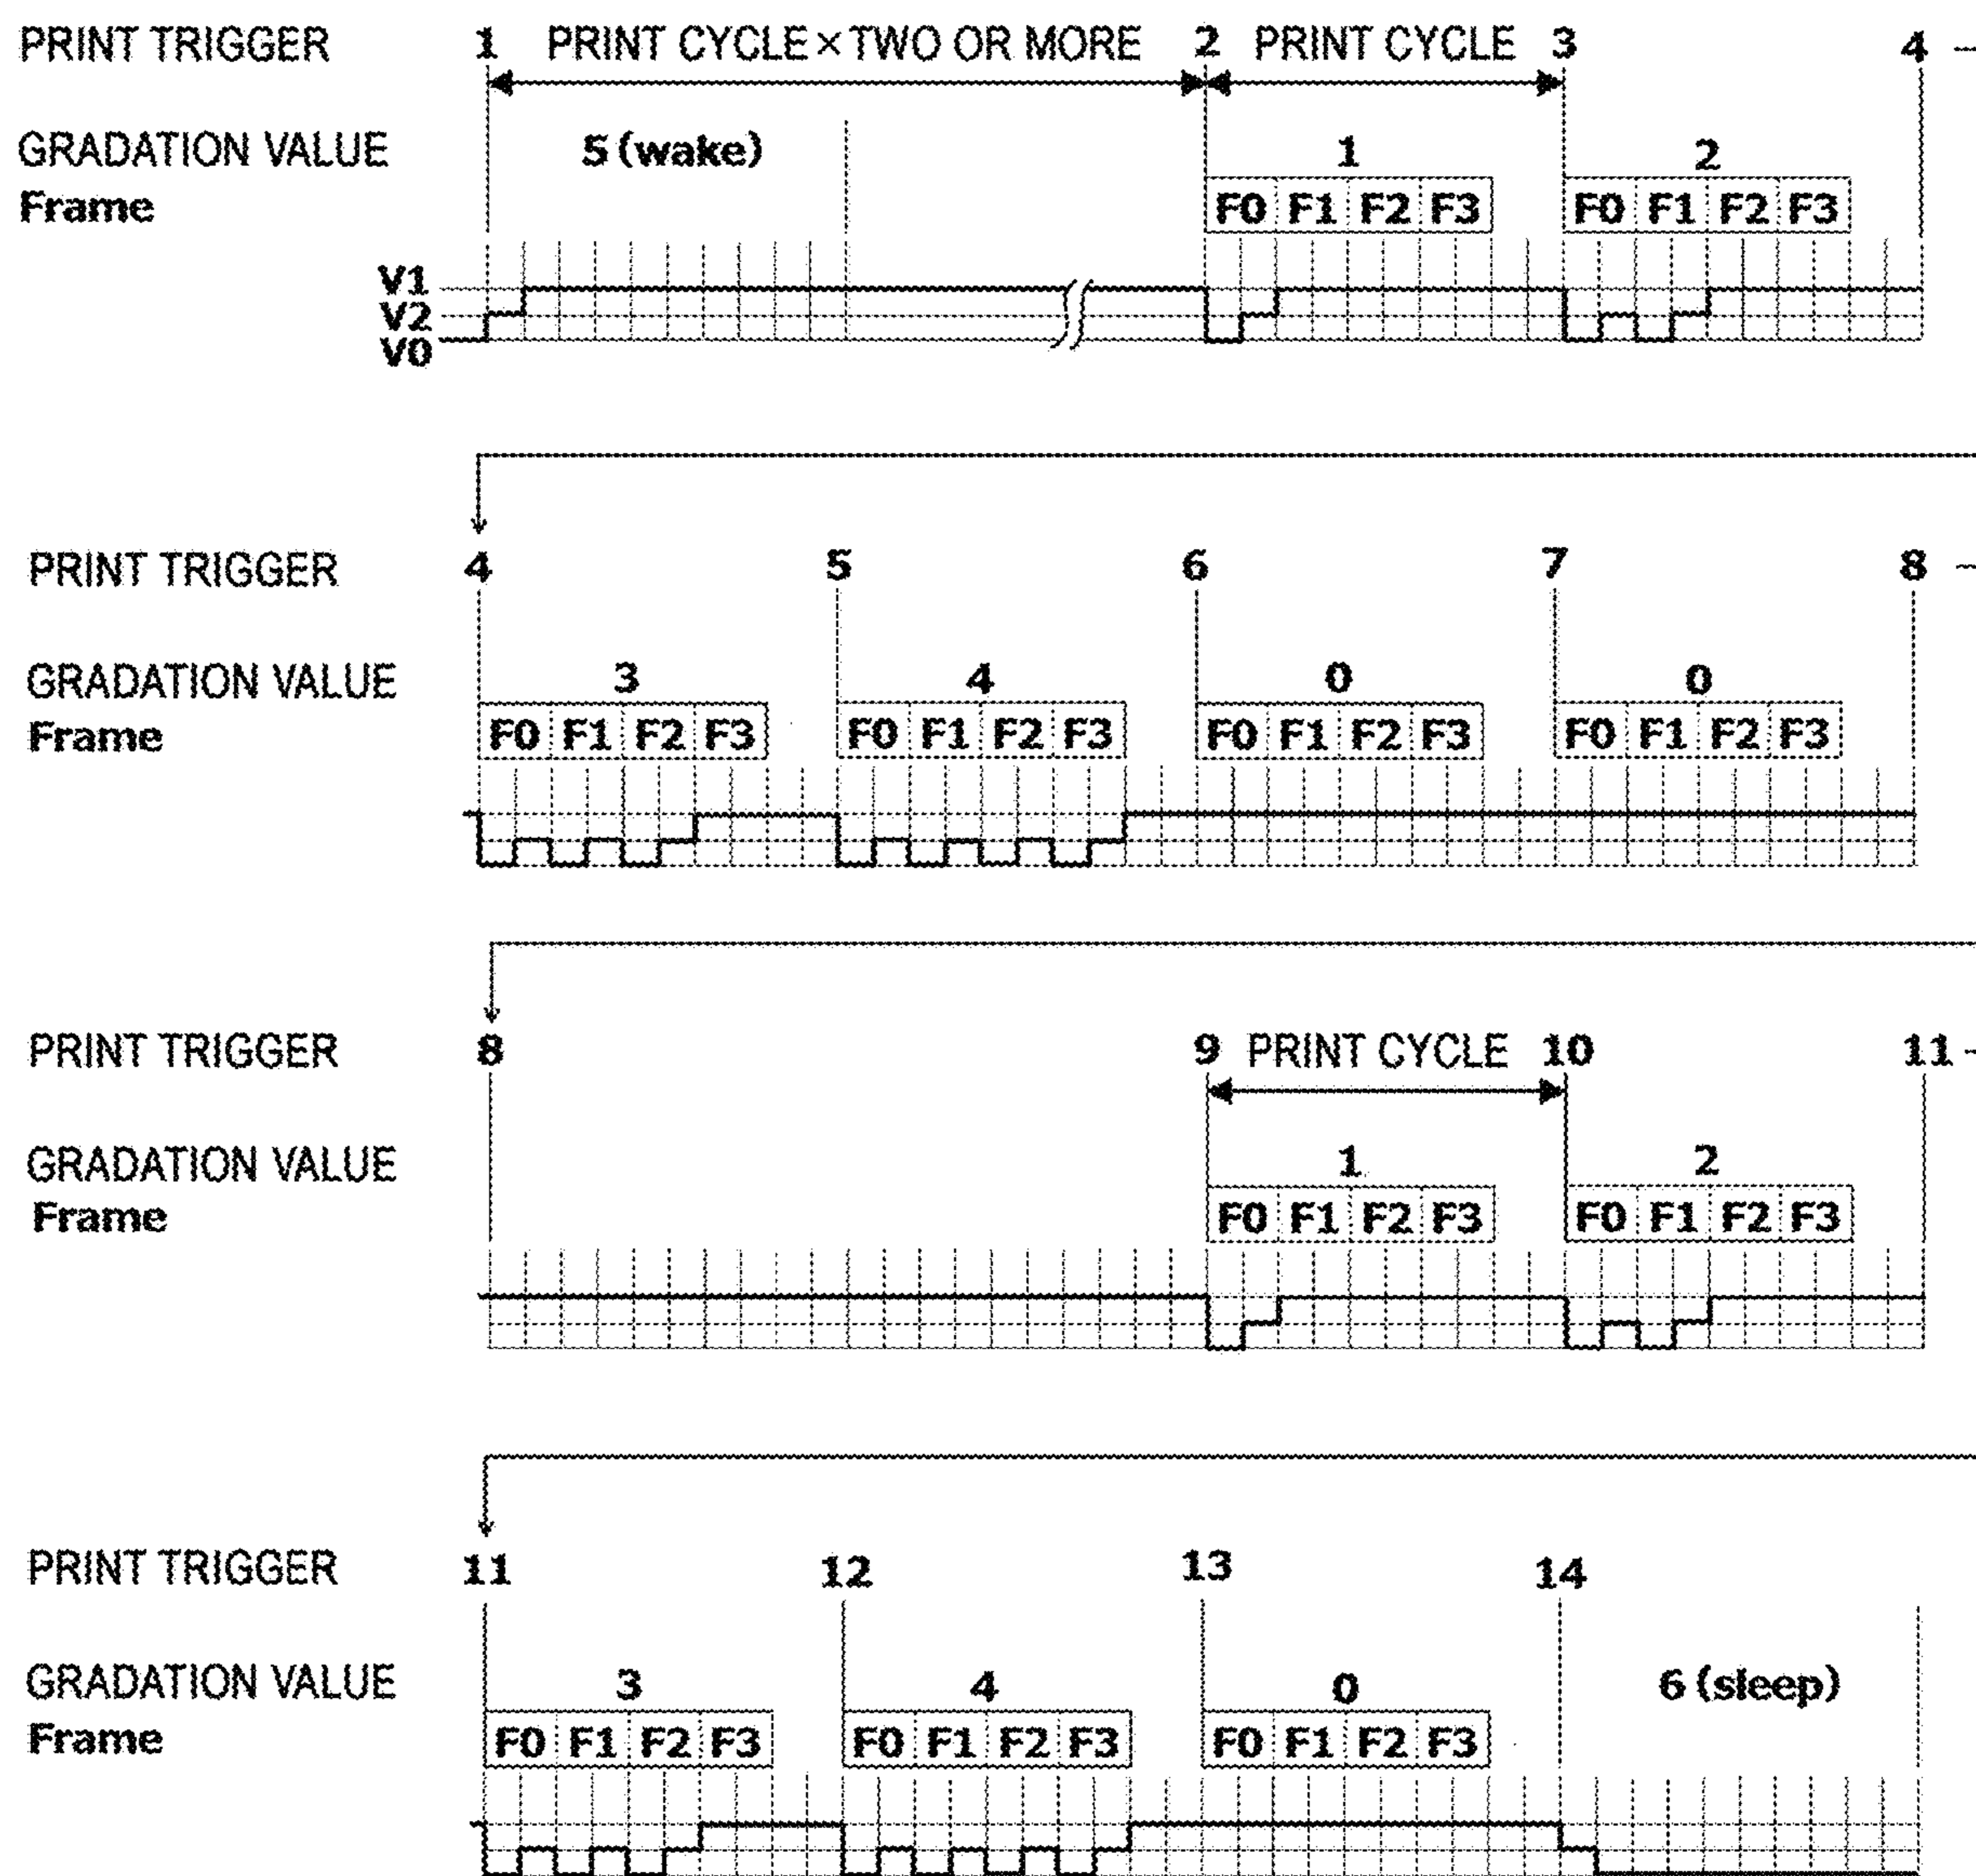 PRINT TRIGGER 1 PRINT CYCLE×TWO OR MORE 2 PRINT CYCLE 3 4
GRADATION VALUE 5 (wake) 1 2
Frame F0 F1 F2 F3 F0 F1 F2 F3
V1
V2
V0
PRINT TRIGGER 4 5 6 7 8
GRADATION VALUE 3 4 0 0
Frame F0 F1 F2 F3 F0 F1 F2 F3 F0 F1 F2 F3 F0 F1 F2 F3
PRINT TRIGGER 8 9 PRINT CYCLE 10 11
GRADATION VALUE 1 2
Frame F0 F1 F2 F3 F0 F1 F2 F3
PRINT TRIGGER 11 12 13 14
GRADATION VALUE 3 4 0 6 (sleep)
Frame F0 F1 F2 F3 F0 F1 F2 F3 F0 F1 F2 F3